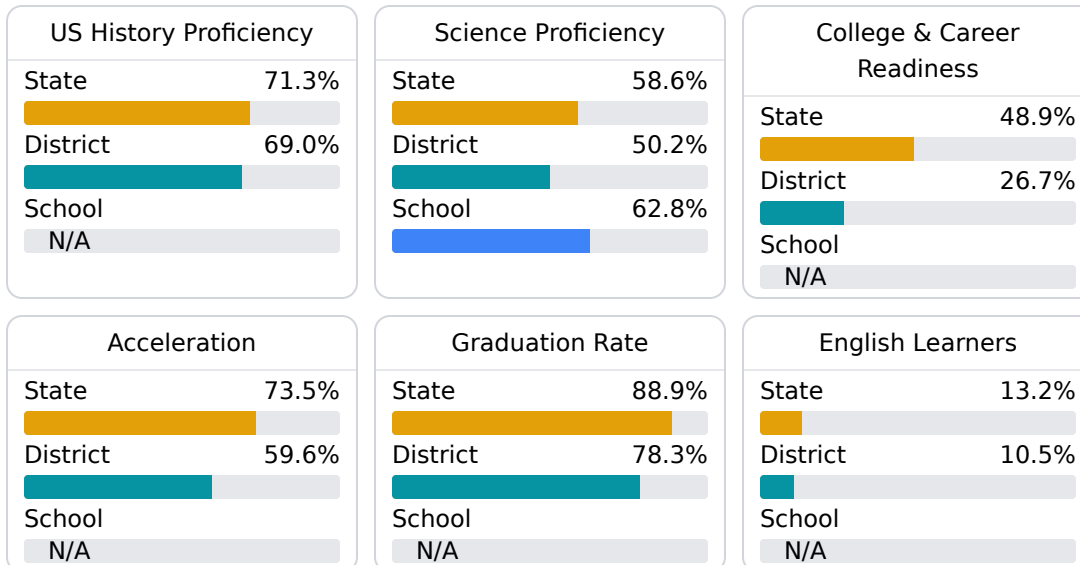 US History Proficiency
State 71.3%
District 69.0%
School
N/A
Science Proficiency
State 58.6%
District 50.2%
School 62.8%
College & Career
Readiness
State 48.9%
District 26.7%
School
N/A
Acceleration
State 73.5%
District 59.6%
School
N/A
Graduation Rate
State 88.9%
District 78.3%
School
N/A
English Learners
State 13.2%
District 10.5%
School
N/A